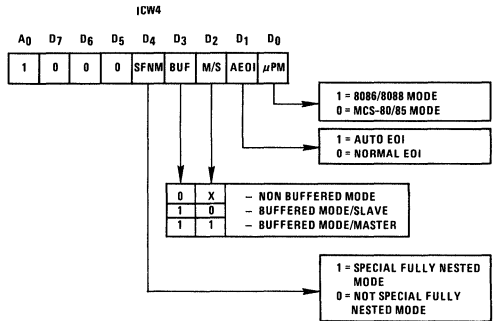 ICW4
A0 D7 D6 D5 D4 D3 D2 D1 D0
1 0 0 0 SFNM BUF M/S AEOI μPM
1 = 8086/8088 MODE
0 = MCS-80/85 MODE
1 = AUTO EOI
0 = NORMAL EOI
0 X – NON BUFFERED MODE
1 0 – BUFFERED MODE/SLAVE
1 1 – BUFFERED MODE/MASTER
1 = SPECIAL FULLY NESTED
MODE
0 = NOT SPECIAL FULLY
NESTED MODE